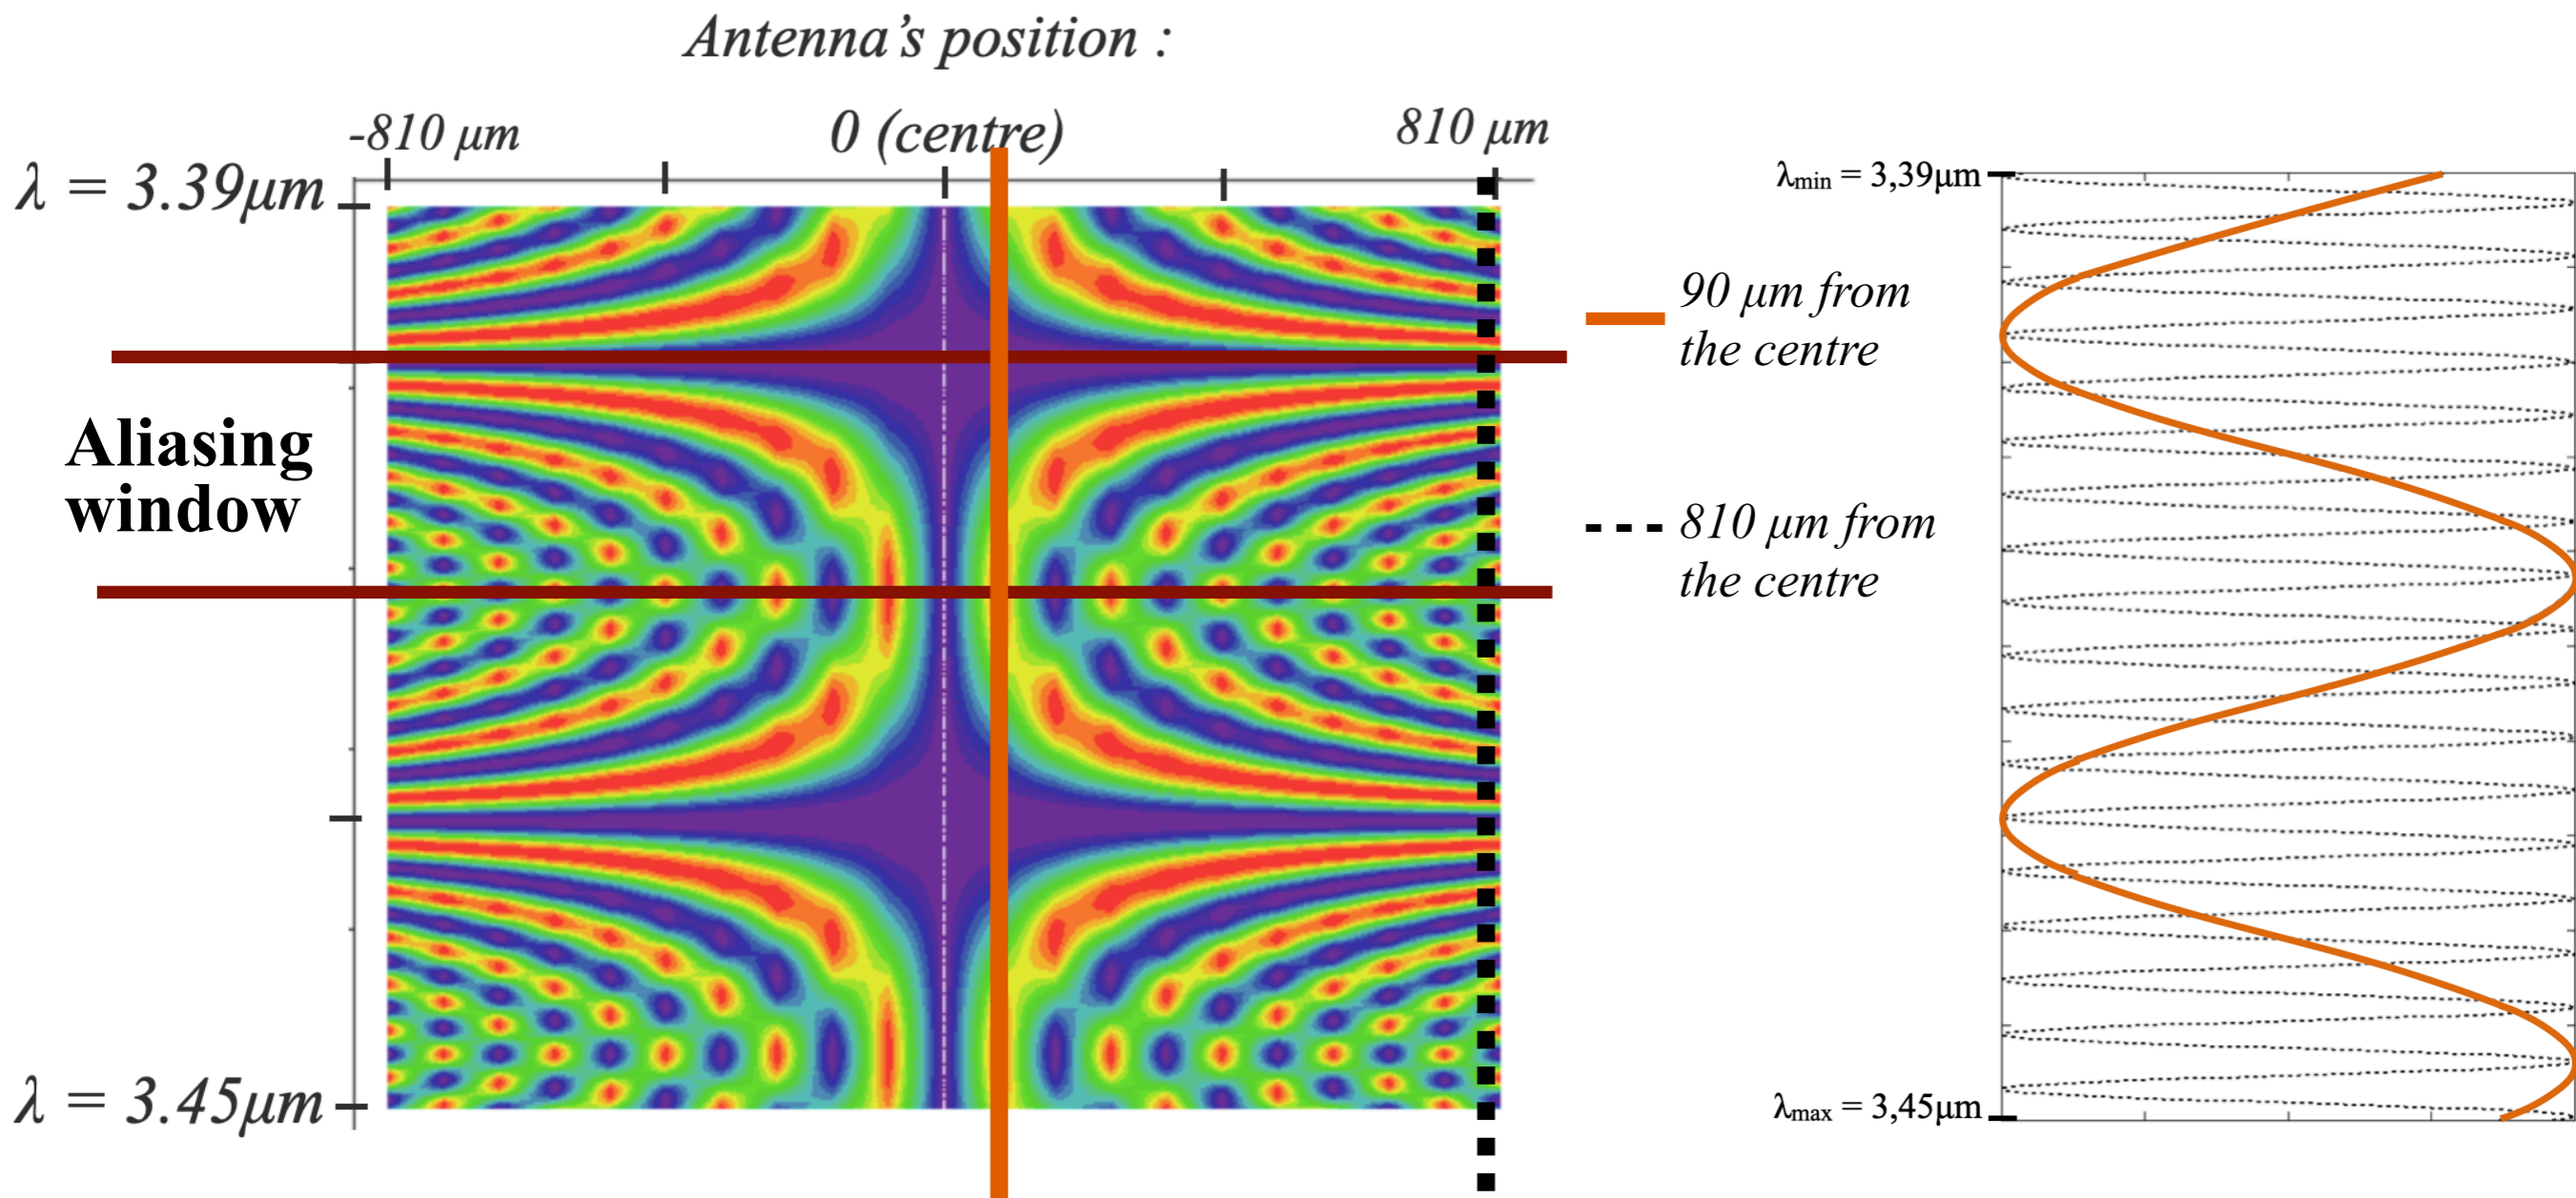 Antenna's position :
-810 μm
0 (centre)
810 μm
λ = 3.39μm
Aliasing
window
λ = 3.45μm
90 μm from
the centre
810 μm from
the centre
λmin = 3,39μm
λmax = 3,45μm